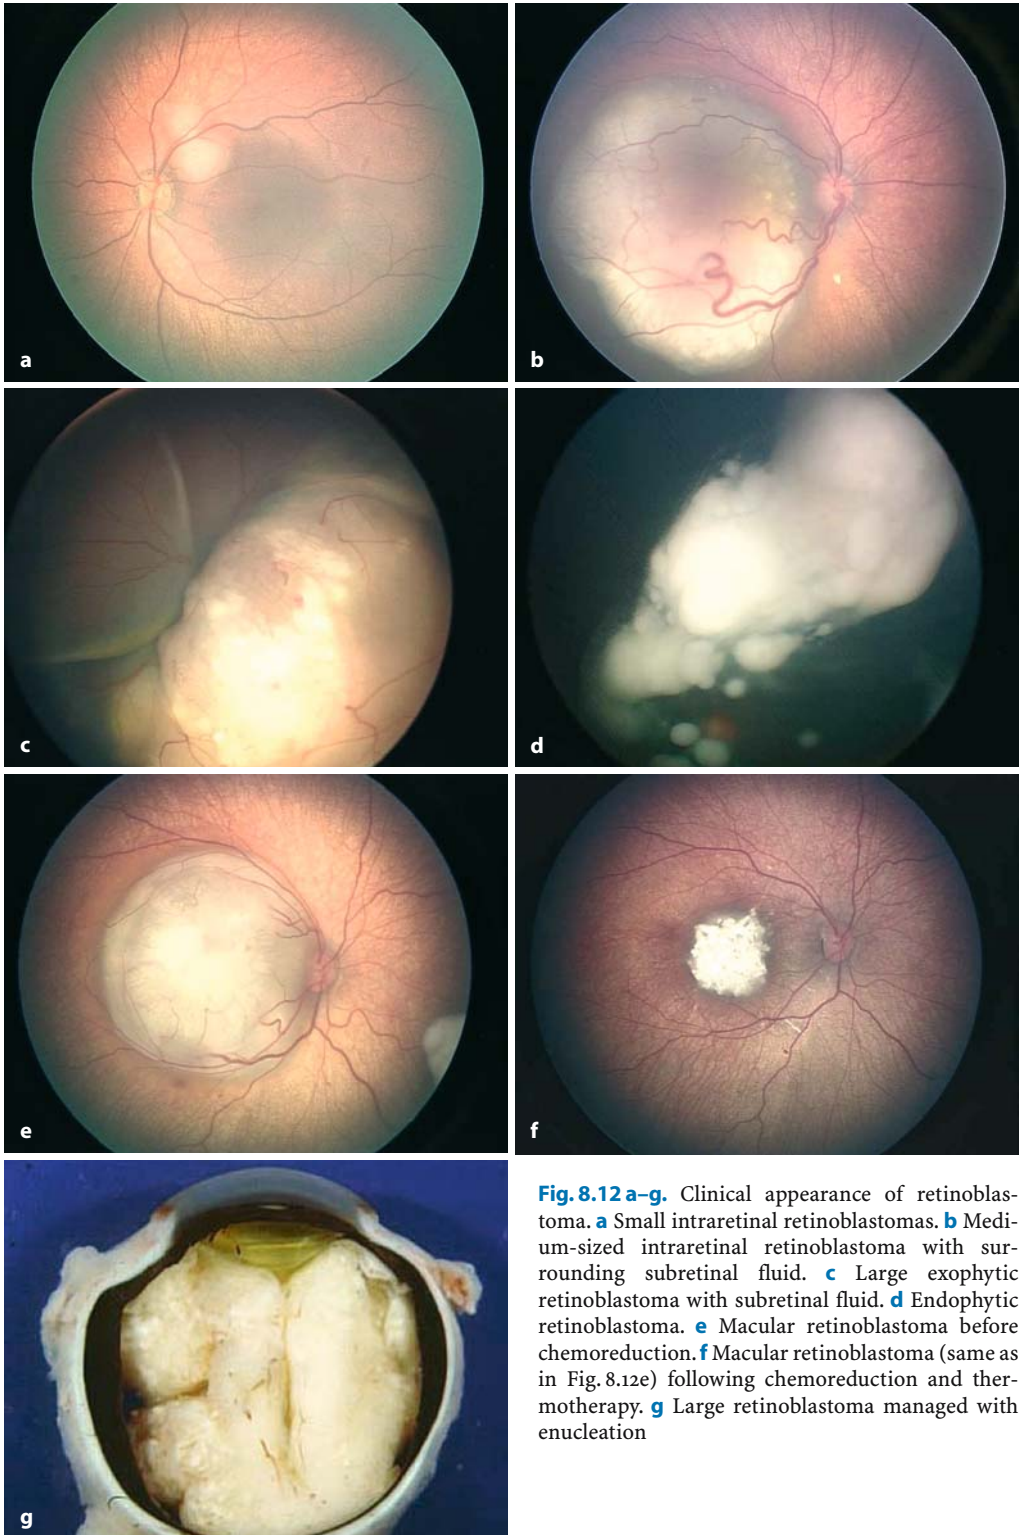 a
b
c
d
e
f
g
Fig. 8.12 a–g. Clinical appearance of retinoblas-
toma. a Small intraretinal retinoblastomas. b Medi-
um-sized intraretinal retinoblastoma with sur-
rounding subretinal fluid. c Large exophytic
retinoblastoma with subretinal fluid. d Endophytic
retinoblastoma. e Macular retinoblastoma before
chemoreduction. f Macular retinoblastoma (same as
in Fig. 8.12e) following chemoreduction and ther-
motherapy. g Large retinoblastoma managed with
enucleation